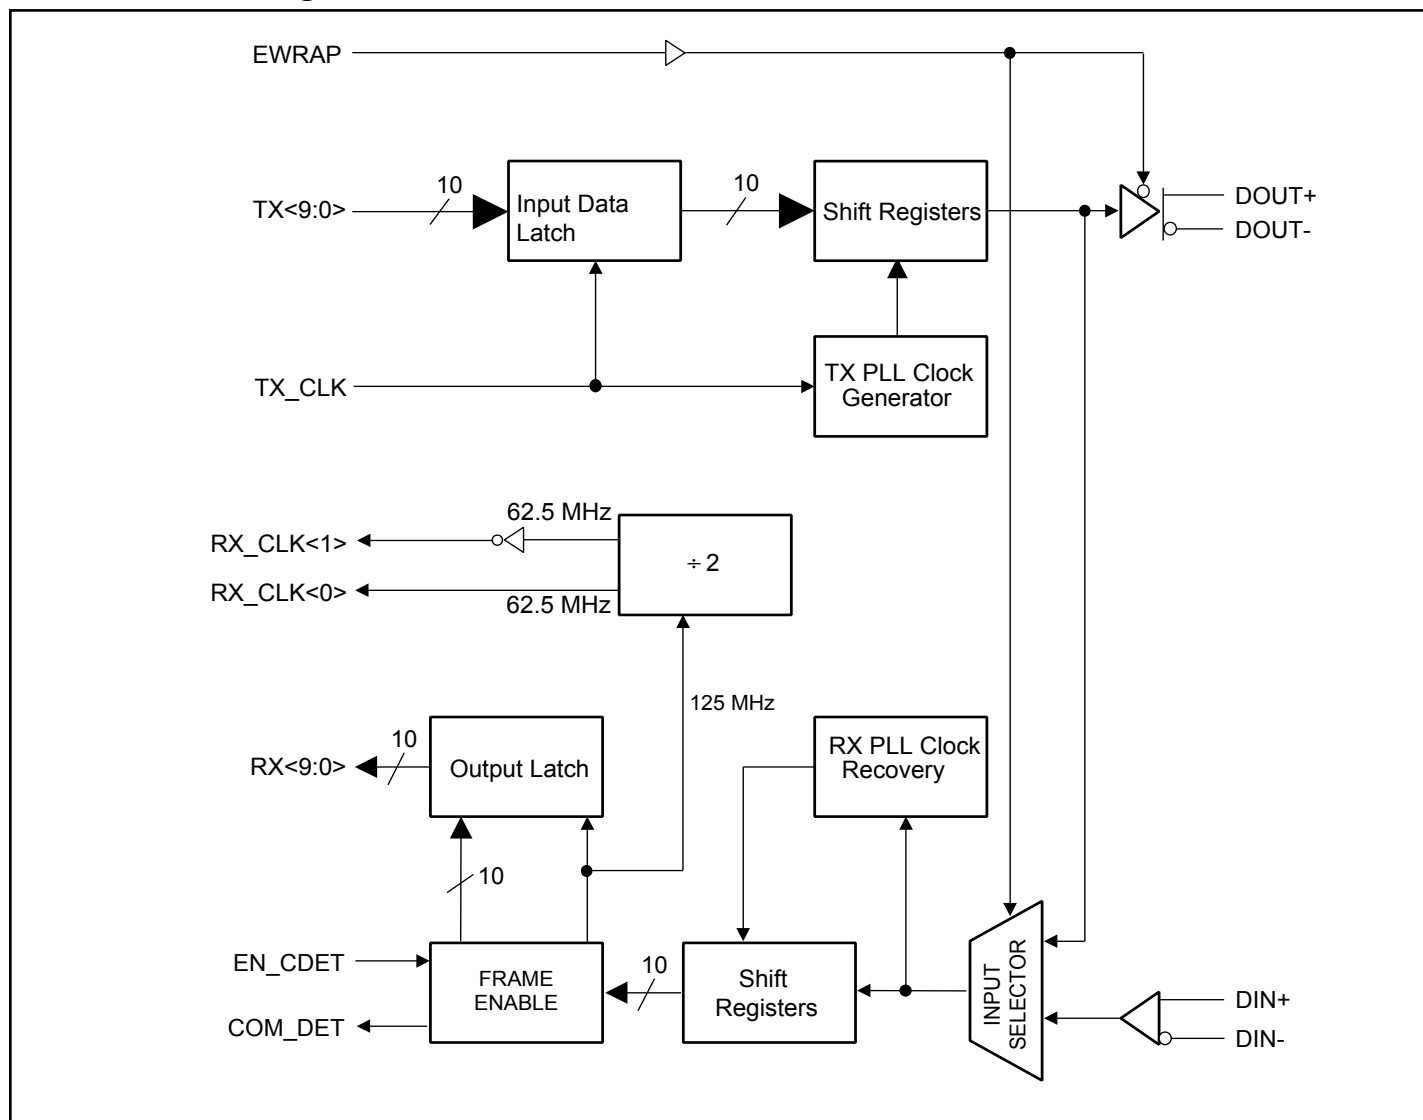 EWRAP
TX<9:0>
10
Input Data
Latch
10
Shift Registers
DOUT+
DOUT-
TX_CLK
TX PLL Clock
Generator
RX_CLK<1>
62.5 MHz
÷ 2
RX_CLK<0>
62.5 MHz
125 MHz
RX<9:0>
10
Output Latch
RX PLL Clock
Recovery
10
EN_CDET
COM_DET
FRAME
ENABLE
10
Shift
Registers
INPUT
SELECTOR
DIN+
DIN-